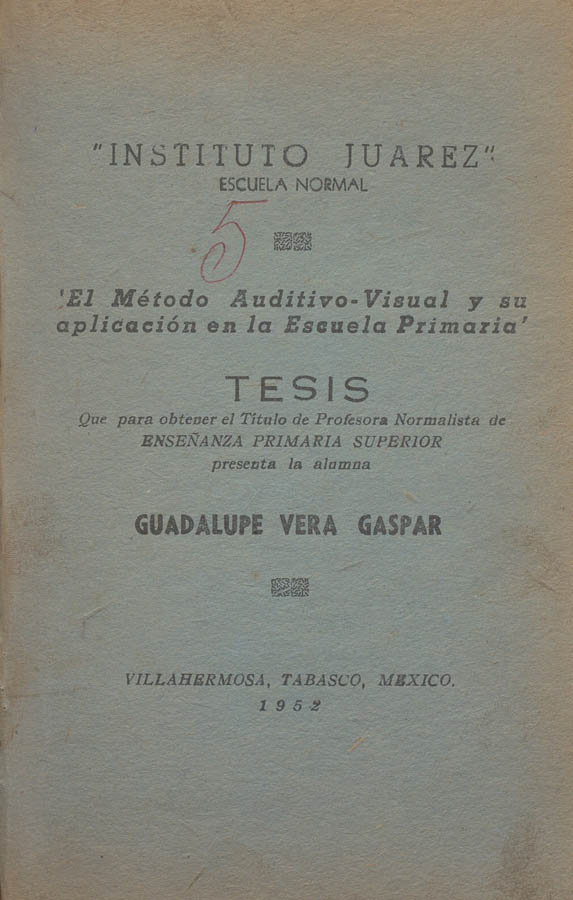 "INSTITUTO JUAREZ"
ESCUELA NORMAL
5
'El Método Auditivo-Visual y su
aplicación en la Escuela Primaria'
TESIS
Que para obtener el Título de Profesora Normalista de
ENSEÑANZA PRIMARIA SUPERIOR
presenta la alumna
GUADALUPE VERA GASPAR
VILLAHERMOSA, TABASCO, MEXICO.
1952